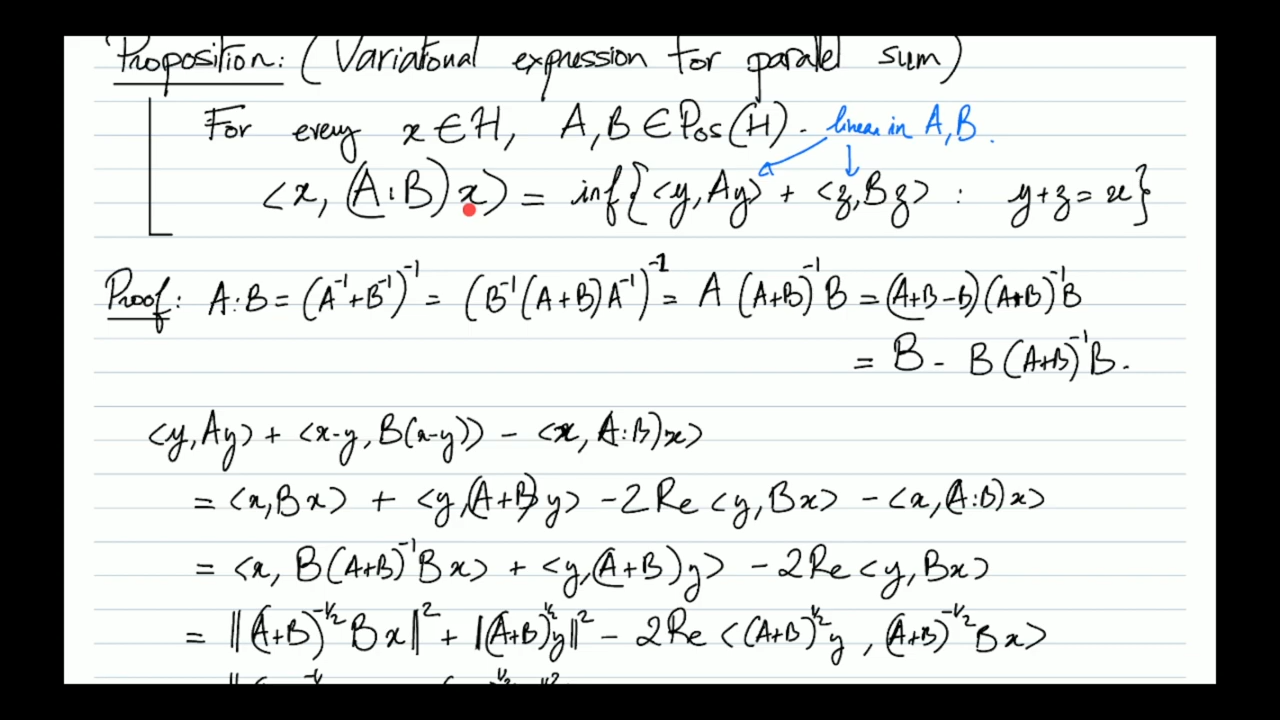 Proposition: (Variational expression for parallel sum)
For every x ∈ H, A, B ∈ Pos(H). linear in A, B.
<x, (A:B)x> = inf{ <y, Ay> + <z, Bz> : y+z = x }
Proof: A:B = (A⁻¹+B⁻¹)⁻¹ = (B⁻¹(A+B)A⁻¹)⁻¹ = A (A+B)⁻¹B = (A+B-B)(A+B)⁻¹B
= B - B(A+B)⁻¹B.
<y, Ay> + <x-y, B(x-y)> - <x, (A:B)x>
= <x, Bx> + <y, (A+B)y> - 2Re<y, Bx> - <x, (A:B)x>
= <x, B(A+B)⁻¹Bx> + <y, (A+B)y> - 2Re<y, Bx>
= ||(A+B)^{-1/2}Bx||² + ||(A+B)^{1/2}y||² - 2Re<(A+B)^{1/2}y, (A+B)^{-1/2}Bx>